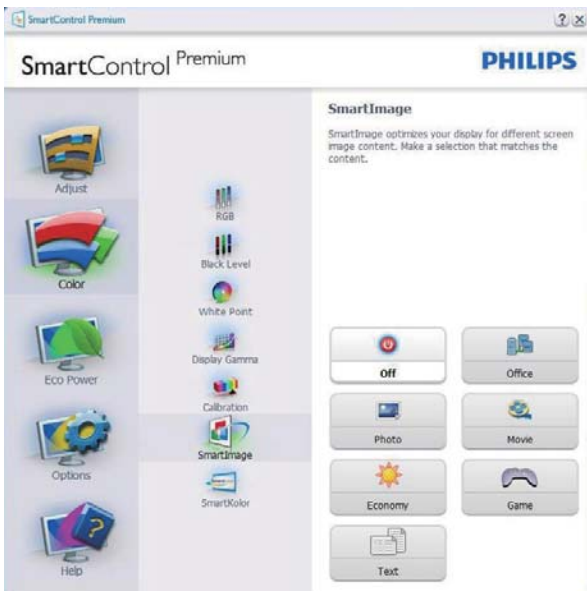 SmartControl Premium
SmartControl Premium
PHILIPS
Adjust
Color
Eco Power
Options
Help
RGB
Black Level
White Point
Display Gamma
Calibration
SmartImage
SmartKolor
SmartImage
SmartImage optimizes your display for different screen
image content. Make a selection that matches the
content.
Off
Office
Photo
Movie
Economy
Game
Text